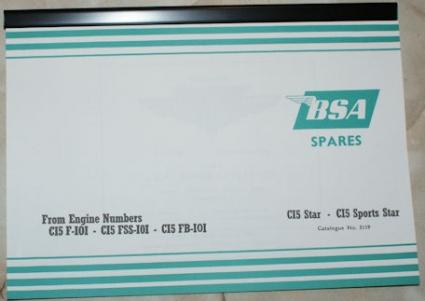 BSA
SPARES
From Engine Numbers
C15 F-101 - C15 FSS-101 - C15 FB-101
C15 Star - C15 Sports Star
Catalogue No.